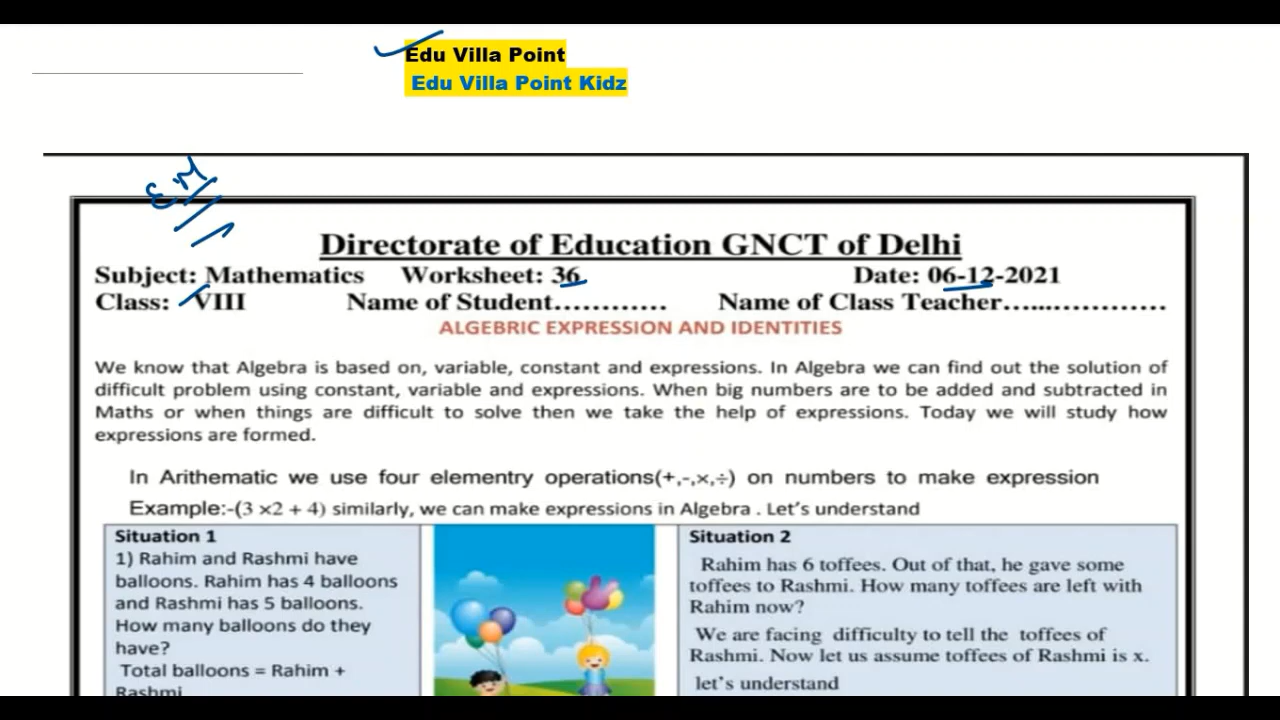 Edu Villa Point
Edu Villa Point Kidz
E.M
Directorate of Education GNCT of Delhi
Subject: Mathematics Worksheet: 36 Date: 06-12-2021
Class: VIII Name of Student………… Name of Class Teacher…...…………
ALGEBRIC EXPRESSION AND IDENTITIES
We know that Algebra is based on, variable, constant and expressions. In Algebra we can find out the solution of
difficult problem using constant, variable and expressions. When big numbers are to be added and subtracted in
Maths or when things are difficult to solve then we take the help of expressions. Today we will study how
expressions are formed.
In Arithematic we use four elementry operations(+,-,×,÷) on numbers to make expression
Example:-(3 ×2 + 4) similarly, we can make expressions in Algebra . Let's understand
Situation 1
1) Rahim and Rashmi have
balloons. Rahim has 4 balloons
and Rashmi has 5 balloons.
How many balloons do they
have?
Total balloons = Rahim +
Rashmi
Situation 2
Rahim has 6 toffees. Out of that, he gave some
toffees to Rashmi. How many toffees are left with
Rahim now?
We are facing difficulty to tell the toffees of
Rashmi. Now let us assume toffees of Rashmi is x.
let's understand